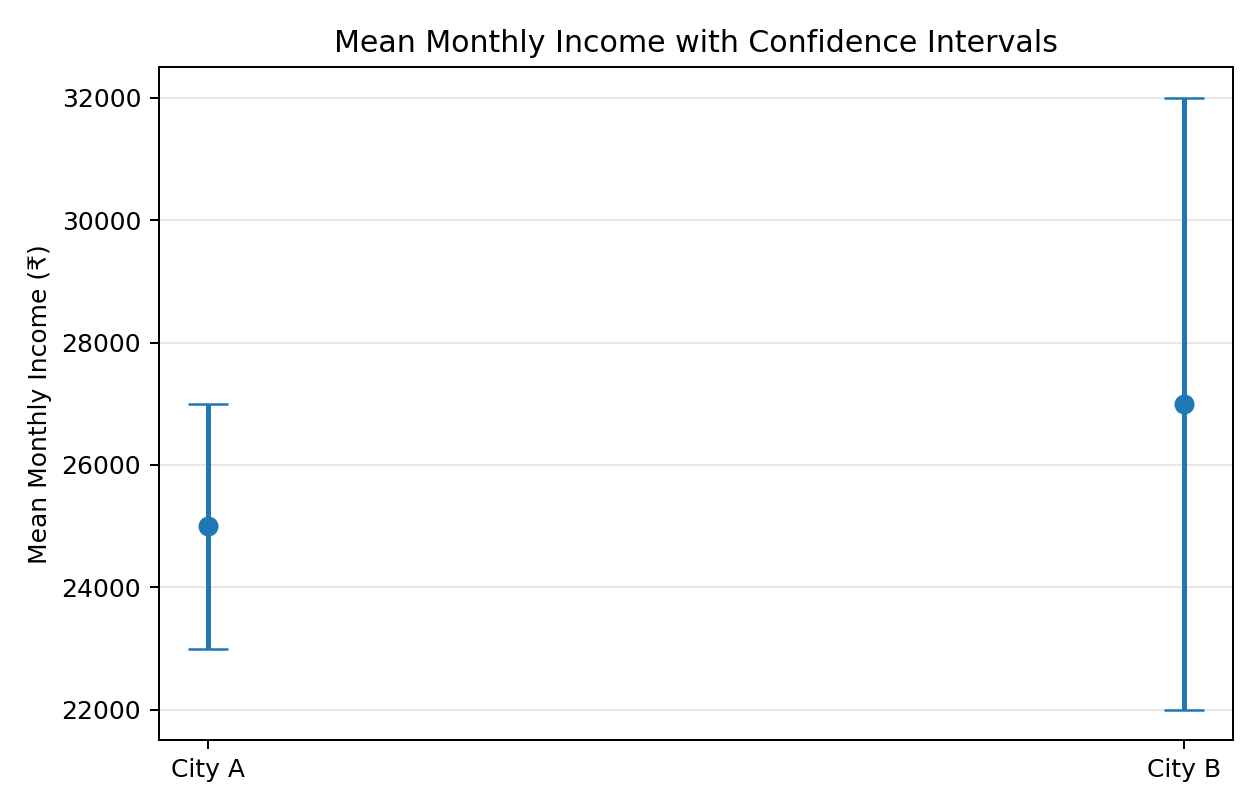 Mean Monthly Income with Confidence Intervals
Mean Monthly Income (₹)
32000
30000
28000
26000
24000
22000
City A
City B